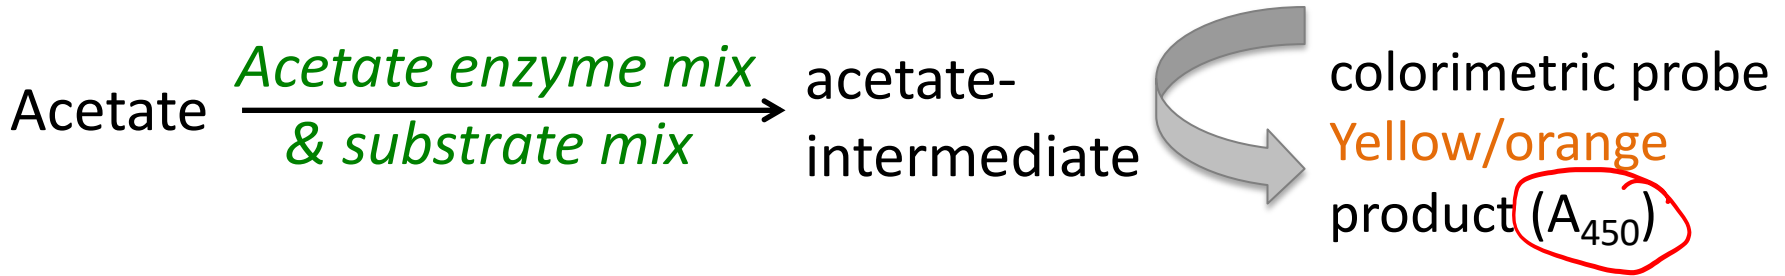 Acetate
Acetate enzyme mix
& substrate mix
acetate-
intermediate
colorimetric probe
Yellow/orange
product (A450)